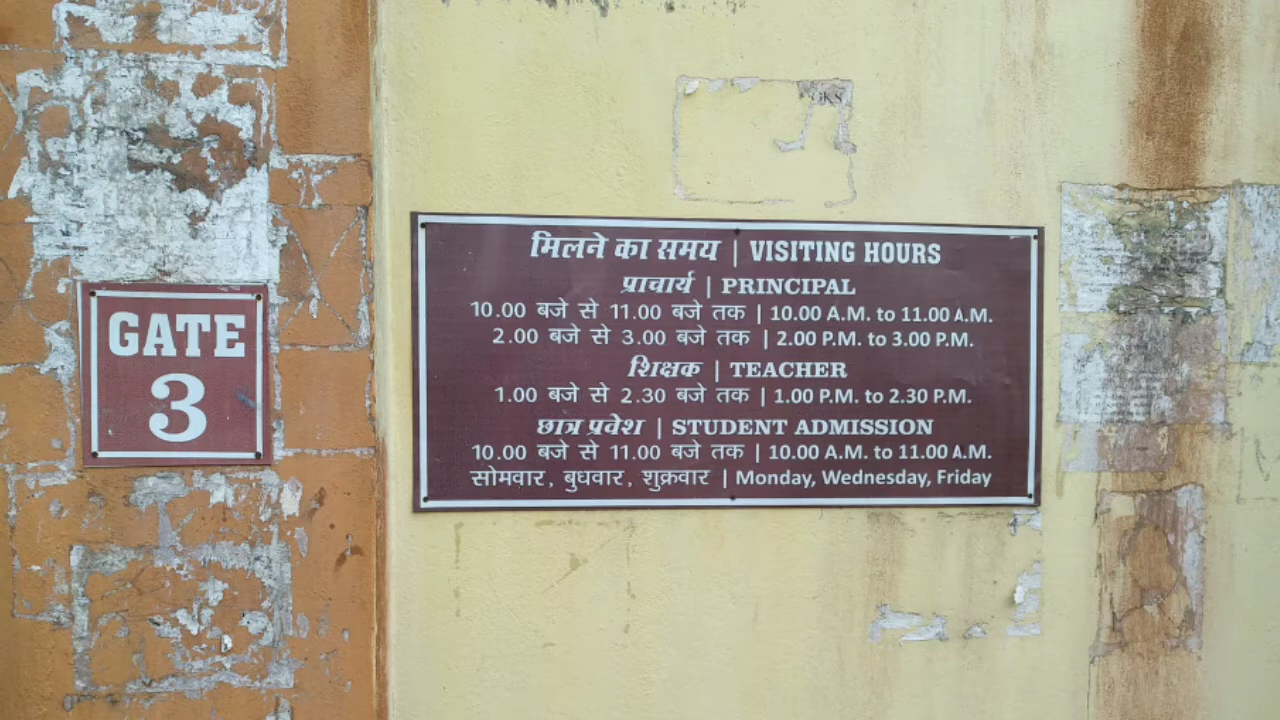 GATE
3
मिलने का समय | VISITING HOURS
प्राचार्य | PRINCIPAL
10.00 बजे से 11.00 बजे तक | 10.00 A.M. to 11.00 A.M.
2.00 बजे से 3.00 बजे तक | 2.00 P.M. to 3.00 P.M.
शिक्षक | TEACHER
1.00 बजे से 2.30 बजे तक | 1.00 P.M. to 2.30 P.M.
छात्र प्रवेश | STUDENT ADMISSION
10.00 बजे से 11.00 बजे तक | 10.00 A.M. to 11.00 A.M.
सोमवार, बुधवार, शुक्रवार | Monday, Wednesday, Friday